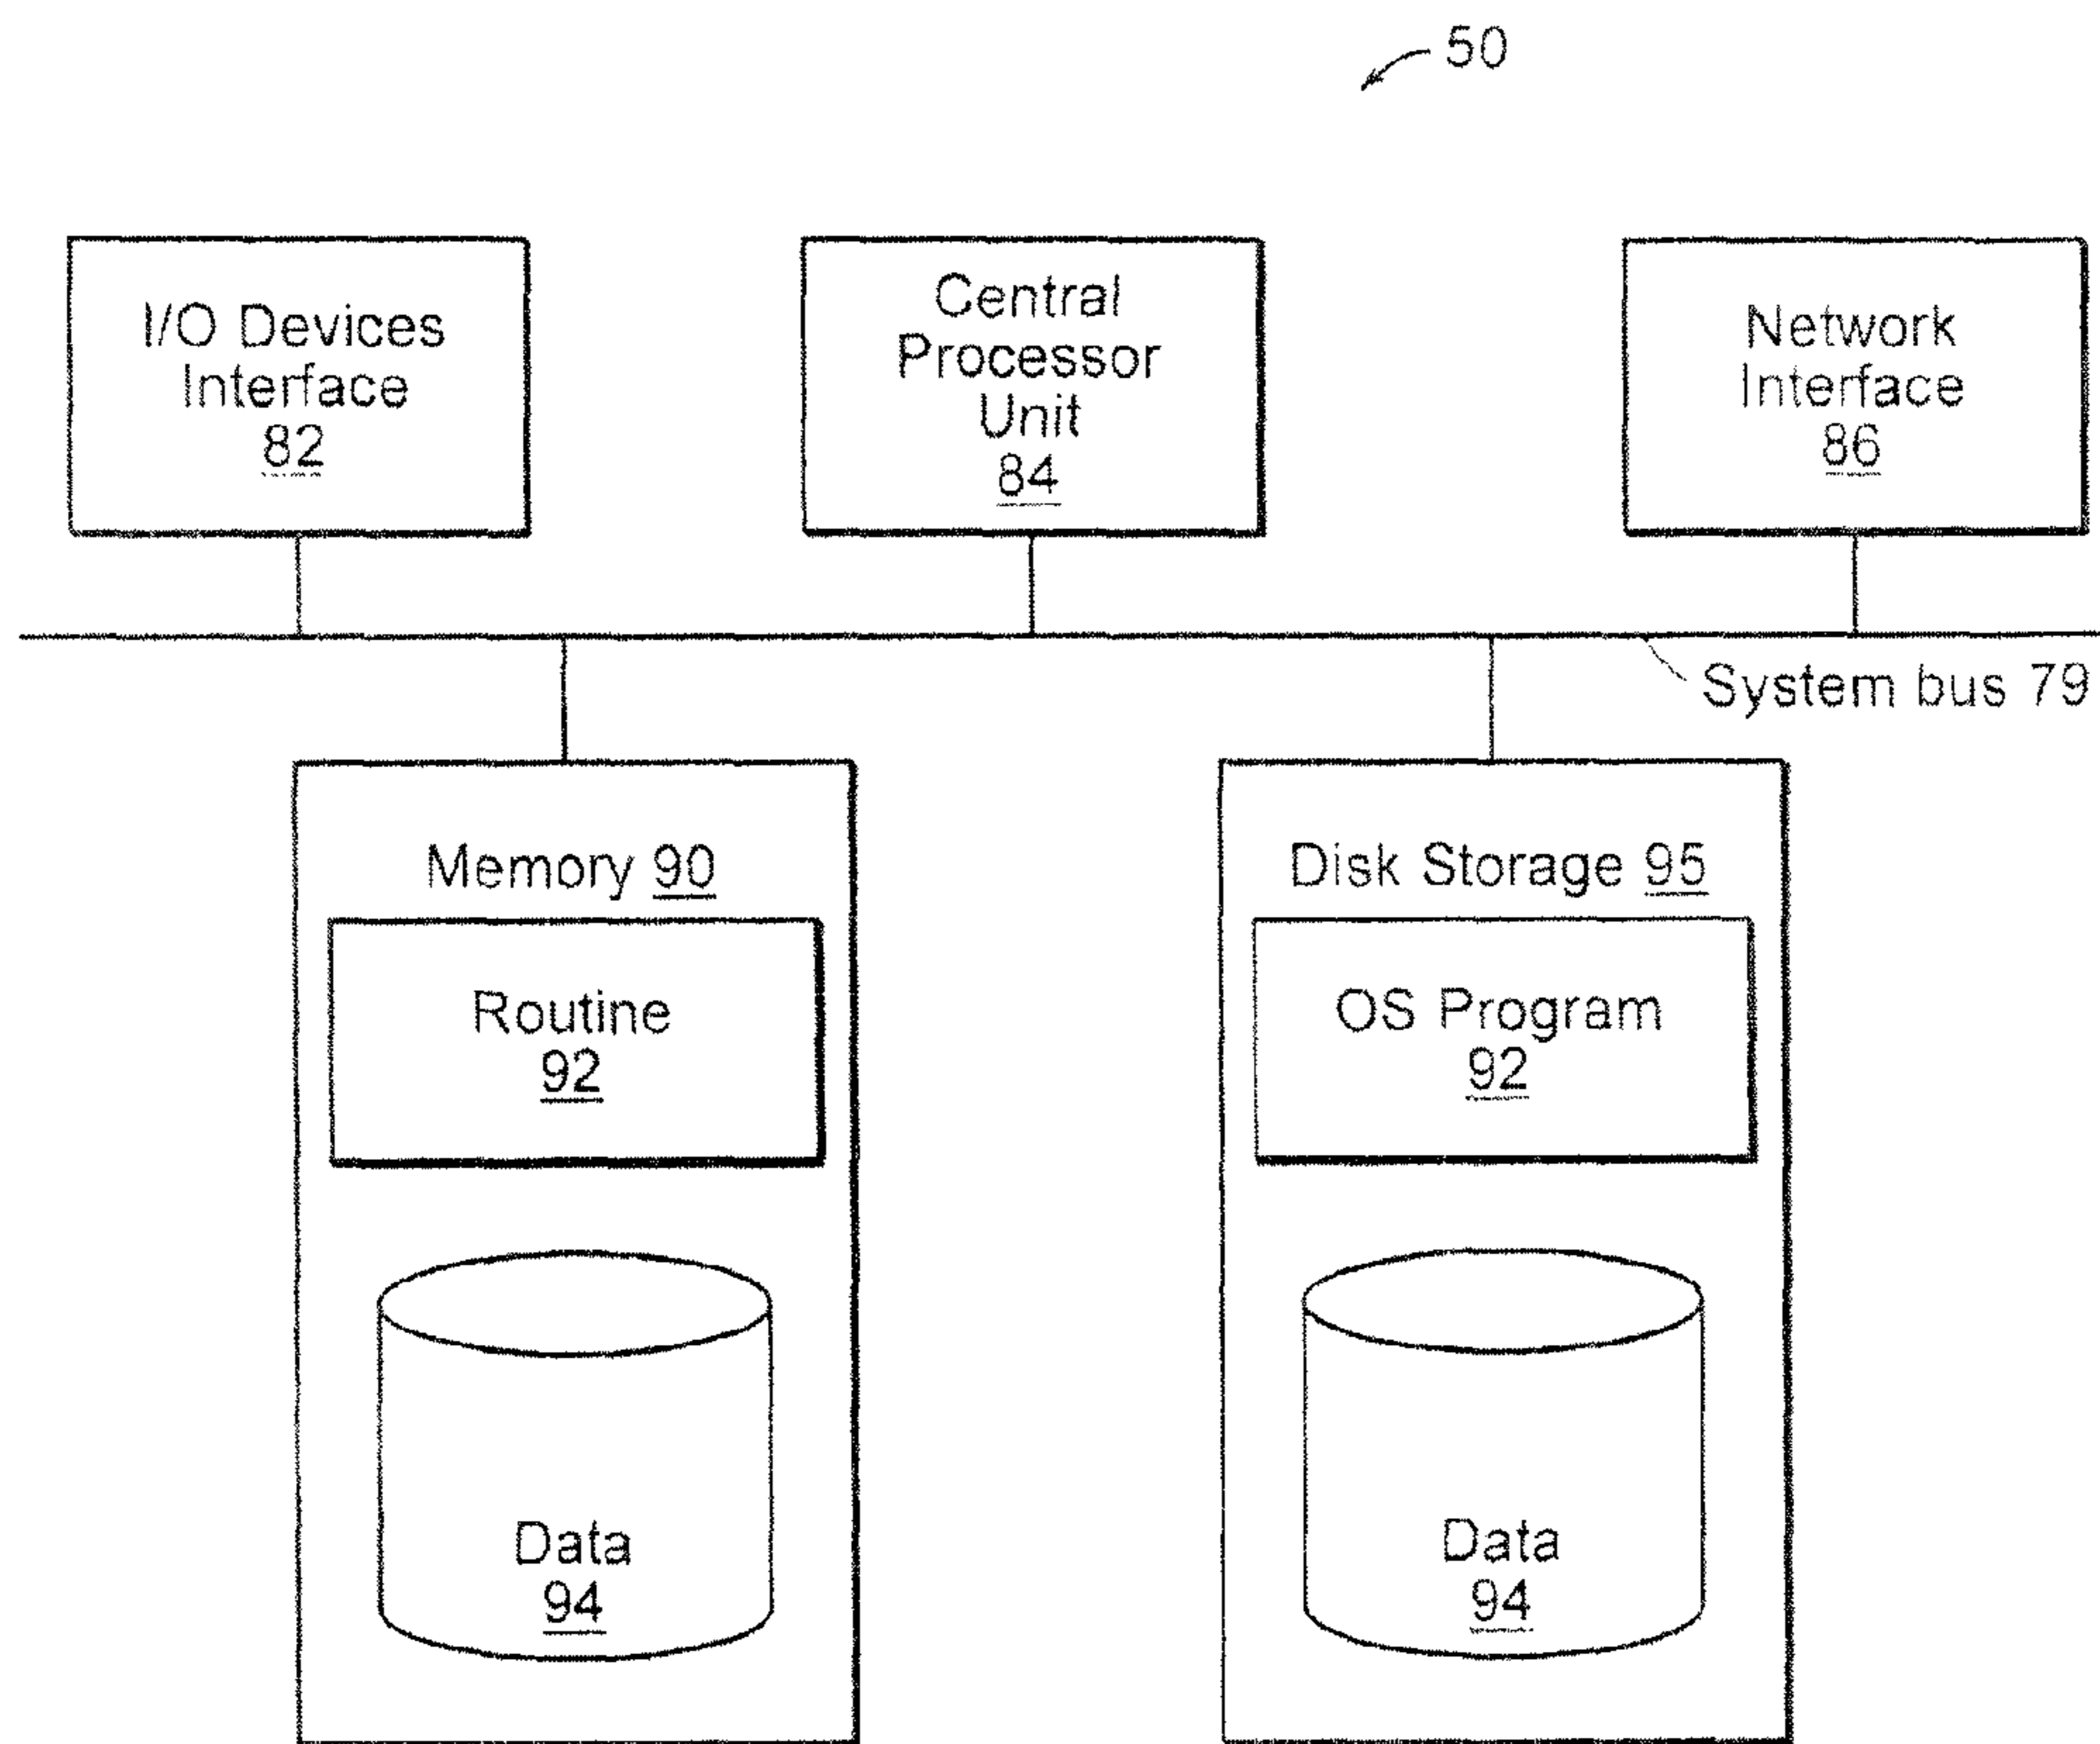 50
I/O Devices
Interface
82
Central
Processor
Unit
84
Network
Interface
86
System bus 79
Memory 90
Routine
92
Data
94
Disk Storage 95
OS Program
92
Data
94